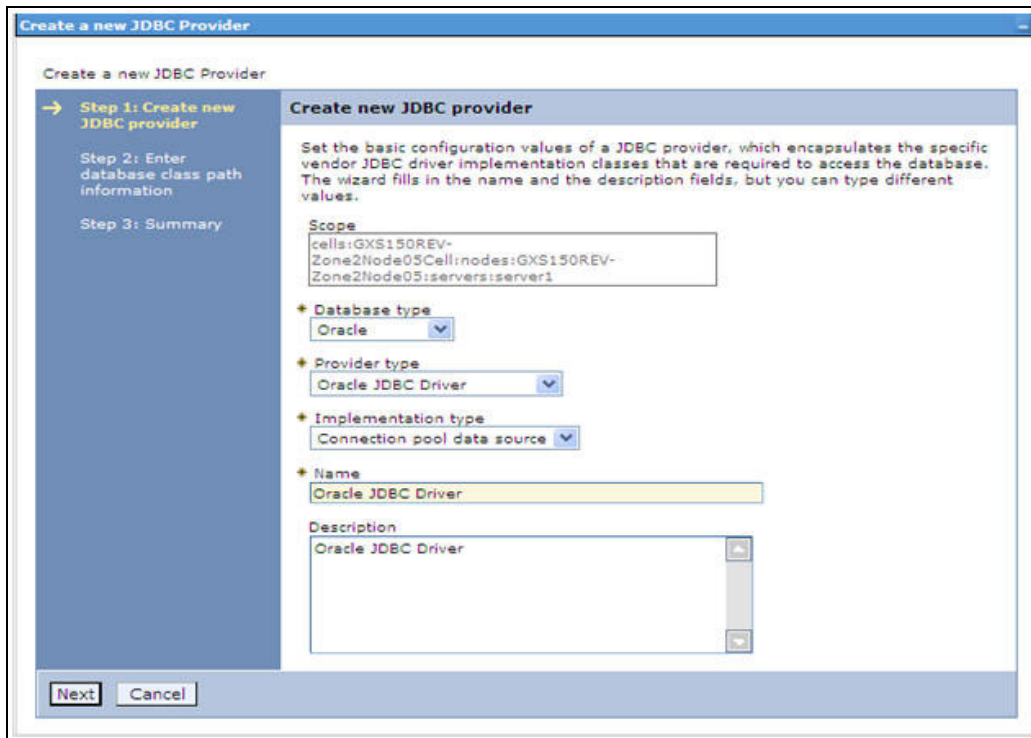 Create a new JDBC Provider
Create a new JDBC Provider
Step 1: Create new
JDBC provider
Step 2: Enter
database class path
information
Step 3: Summary
Create new JDBC provider
Set the basic configuration values of a JDBC provider, which encapsulates the specific
vendor JDBC driver implementation classes that are required to access the database.
The wizard fills in the name and the description fields, but you can type different
values.
Scope
cells:GXS150REV-
Zone2Node05Cell:nodes:GXS150REV-
Zone2Node05:servers:server1
Database type
Oracle
Provider type
Oracle JDBC Driver
Implementation type
Connection pool data source
Name
Oracle JDBC Driver
Description
Oracle JDBC Driver
Next
Cancel